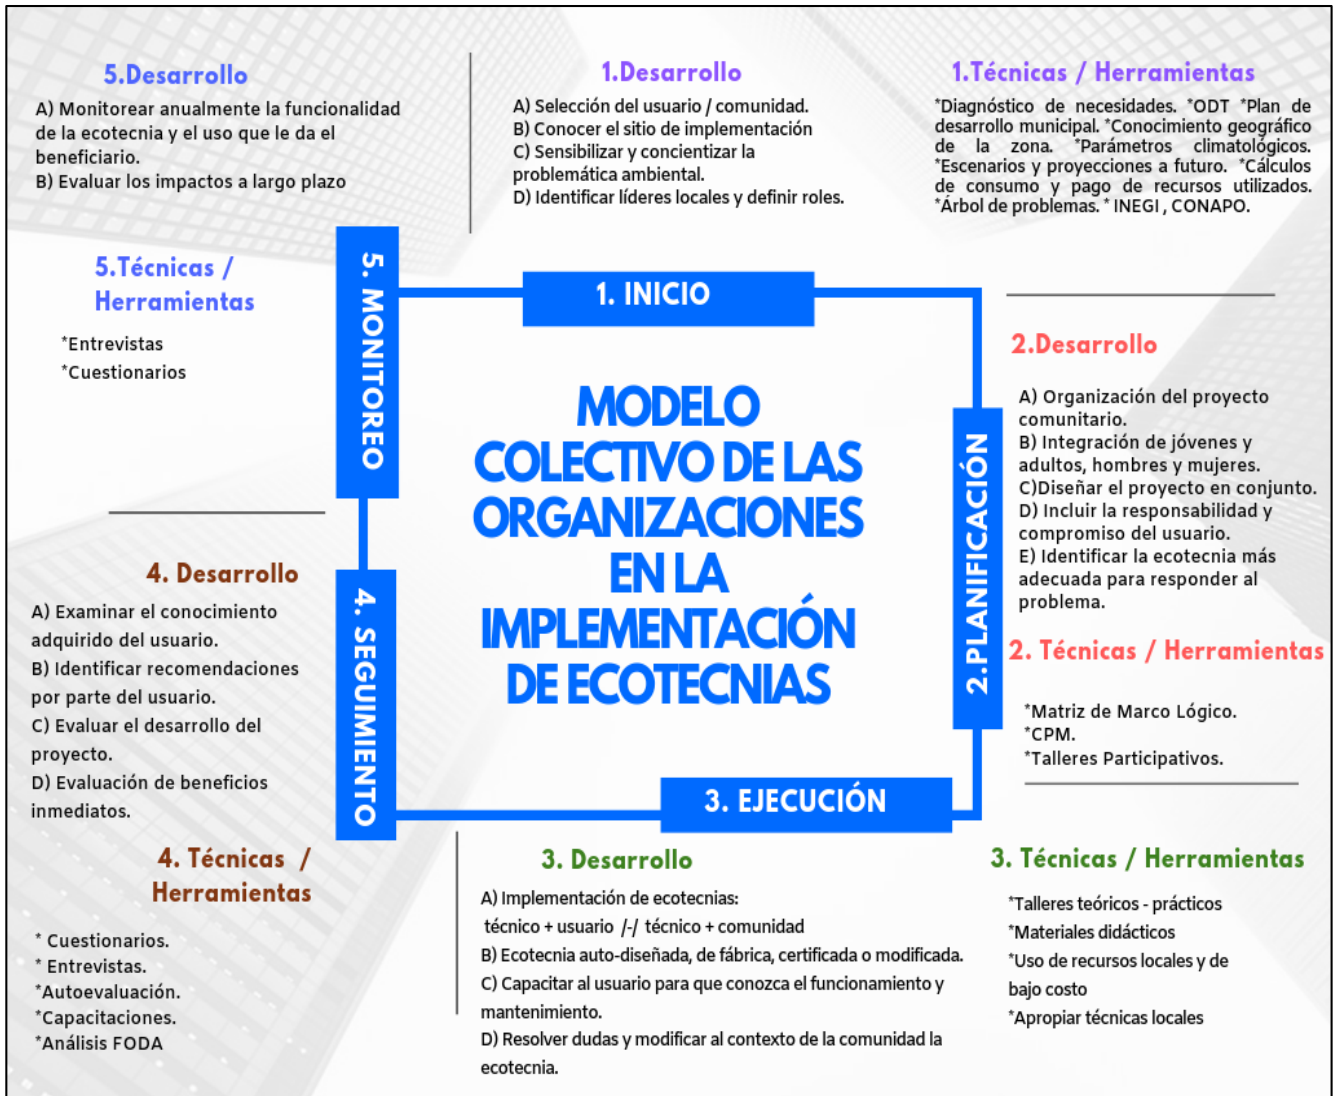 MODELO
COLECTIVO DE LAS
ORGANIZACIONES
EN LA
IMPLEMENTACIÓN
DE ECOTECNIAS
1. INICIO
1.Desarrollo
A) Selección del usuario / comunidad.
B) Conocer el sitio de implementación
C) Sensibilizar y concientizar la
problemática ambiental.
D) Identificar líderes locales y definir roles.
1.Técnicas / Herramientas
*Diagnóstico de necesidades. *ODT *Plan de
desarrollo municipal. *Conocimiento geográfico
de la zona. *Parámetros climatológicos.
*Escenarios y proyecciones a futuro. *Cálculos
de consumo y pago de recursos utilizados.
*Árbol de problemas. * INEGI , CONAPO.
2.PLANIFICACIÓN
2.Desarrollo
A) Organización del proyecto
comunitario.
B) Integración de jóvenes y
adultos, hombres y mujeres.
C)Diseñar el proyecto en conjunto.
D) Incluir la responsabilidad y
compromiso del usuario.
E) Identificar la ecotecnia más
adecuada para responder al
problema.
2. Técnicas / Herramientas
*Matriz de Marco Lógico.
*CPM.
*Talleres Participativos.
3. EJECUCIÓN
3. Desarrollo
A) Implementación de ecotecnias:
técnico + usuario /-/ técnico + comunidad
B) Ecotecnia auto-diseñada, de fábrica, certificada o modificada.
C) Capacitar al usuario para que conozca el funcionamiento y
mantenimiento.
D) Resolver dudas y modificar al contexto de la comunidad la
ecotecnia.
3. Técnicas / Herramientas
*Talleres teóricos - prácticos
*Materiales didácticos
*Uso de recursos locales y de
bajo costo
*Apropiar técnicas locales
4. SEGUIMIENTO
4. Desarrollo
A) Examinar el conocimiento
adquirido del usuario.
B) Identificar recomendaciones
por parte del usuario.
C) Evaluar el desarrollo del
proyecto.
D) Evaluación de beneficios
inmediatos.
4. Técnicas /
Herramientas
* Cuestionarios.
* Entrevistas.
*Autoevaluación.
*Capacitaciones.
*Análisis FODA
5. MONITOREO
5.Desarrollo
A) Monitorear anualmente la funcionalidad
de la ecotecnia y el uso que le da el
beneficiario.
B) Evaluar los impactos a largo plazo
5.Técnicas /
Herramientas
*Entrevistas
*Cuestionarios